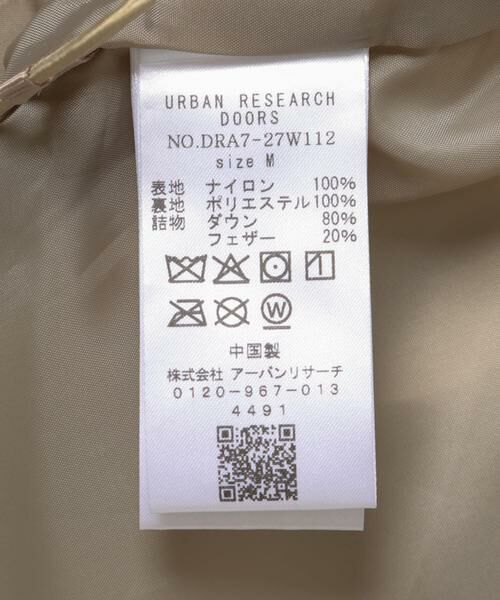 URBAN RESEARCH
DOORS
NO.DRA7-27W112
size M
表地 ナイロン 100%
裏地 ポリエステル100%
詰物 ダウン 80%
フェザー 20%
W
中国製
株式会社 アーバンリサーチ
0120-967-013
4491